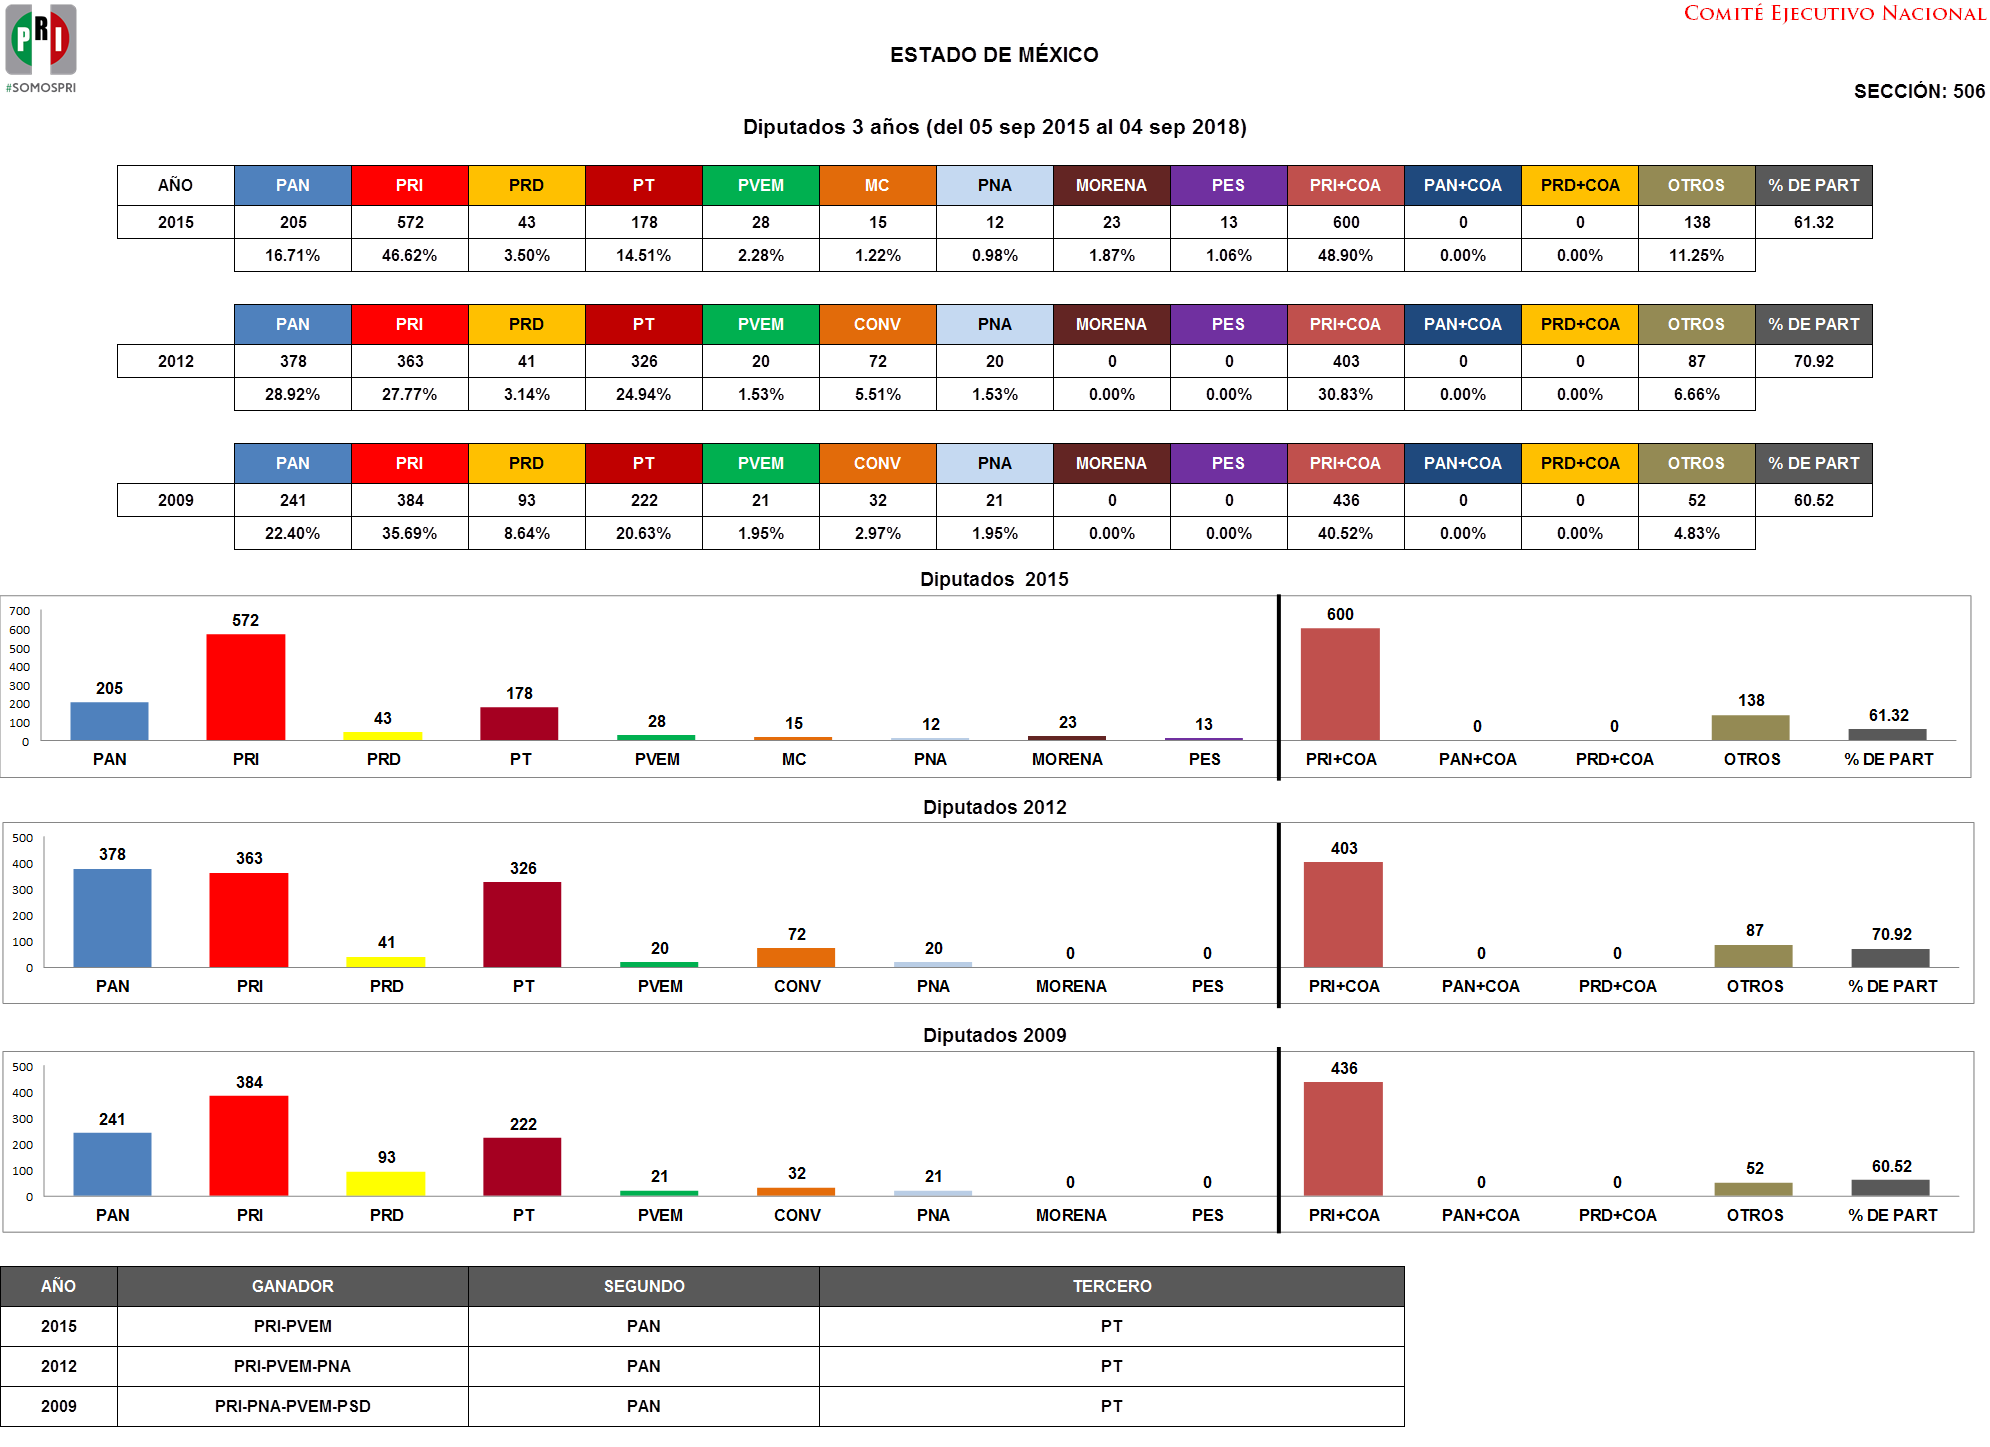 PRI
#SOMOSPRI
COMITÉ EJECUTIVO NACIONAL
ESTADO DE MÉXICO
SECCIÓN: 506
Diputados 3 años (del 05 sep 2015 al 04 sep 2018)
AÑO PAN PRI PRD PT PVEM MC PNA MORENA PES PRI+COA PAN+COA PRD+COA OTROS % DE PART
2015 205 572 43 178 28 15 12 23 13 600 0 0 138 61.32
16.71% 46.62% 3.50% 14.51% 2.28% 1.22% 0.98% 1.87% 1.06% 48.90% 0.00% 0.00% 11.25%
PAN PRI PRD PT PVEM CONV PNA MORENA PES PRI+COA PAN+COA PRD+COA OTROS % DE PART
2012 378 363 41 326 20 72 20 0 0 403 0 0 87 70.92
28.92% 27.77% 3.14% 24.94% 1.53% 5.51% 1.53% 0.00% 0.00% 30.83% 0.00% 0.00% 6.66%
PAN PRI PRD PT PVEM CONV PNA MORENA PES PRI+COA PAN+COA PRD+COA OTROS % DE PART
2009 241 384 93 222 21 32 21 0 0 436 0 0 52 60.52
22.40% 35.69% 8.64% 20.63% 1.95% 2.97% 1.95% 0.00% 0.00% 40.52% 0.00% 0.00% 4.83%
Diputados 2015
700
600
500
400
300
200
100
0
205 572 43 178 28 15 12 23 13 600 0 0 138 61.32
PAN PRI PRD PT PVEM MC PNA MORENA PES PRI+COA PAN+COA PRD+COA OTROS % DE PART
Diputados 2012
500
400
300
200
100
0
378 363 41 326 20 72 20 0 0 403 0 0 87 70.92
PAN PRI PRD PT PVEM CONV PNA MORENA PES PRI+COA PAN+COA PRD+COA OTROS % DE PART
Diputados 2009
500
400
300
200
100
0
241 384 93 222 21 32 21 0 0 436 0 0 52 60.52
PAN PRI PRD PT PVEM CONV PNA MORENA PES PRI+COA PAN+COA PRD+COA OTROS % DE PART
AÑO GANADOR SEGUNDO TERCERO
2015 PRI-PVEM PAN PT
2012 PRI-PVEM-PNA PAN PT
2009 PRI-PNA-PVEM-PSD PAN PT